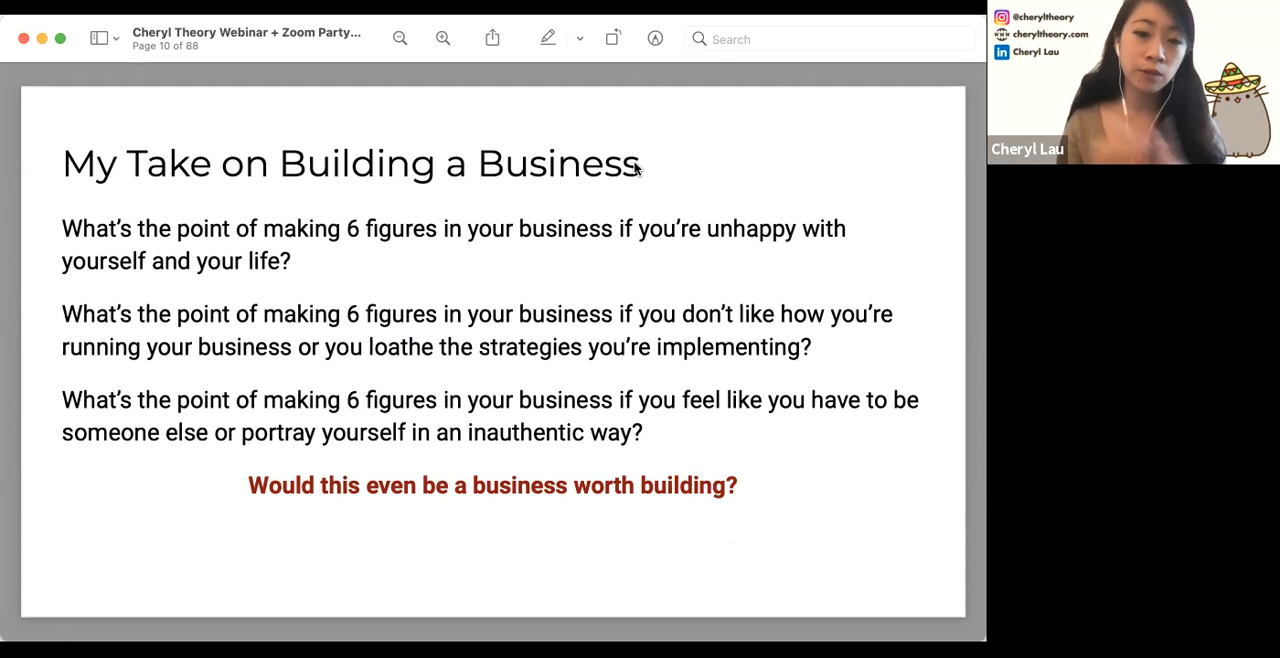 Cheryl Theory Webinar + Zoom Party...
Page 10 of 88
Search
My Take on Building a Business
What’s the point of making 6 figures in your business if you’re unhappy with
yourself and your life?
What’s the point of making 6 figures in your business if you don’t like how you’re
running your business or you loathe the strategies you’re implementing?
What’s the point of making 6 figures in your business if you feel like you have to be
someone else or portray yourself in an inauthentic way?
Would this even be a business worth building?
@cheryltheory
www cheryltheory.com
in Cheryl Lau
Cheryl Lau